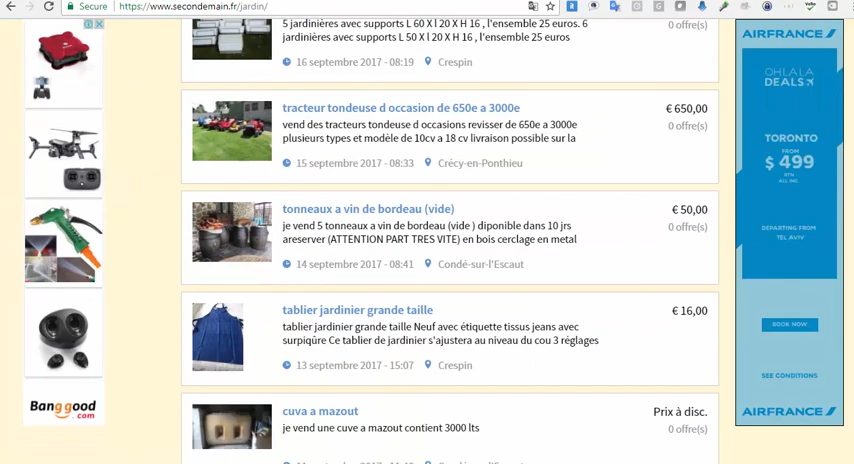 Secure
https://www.secondemain.fr/jardin/
5 jardinières avec supports L 60 X l 20 X H 16 , l'ensemble 25 euros. 6
jardinières avec supports L 50 X l 20 X H 16 , l'ensemble 25 euros
0 offre(s)
16 septembre 2017 - 08:19
Crespin
tracteur tondeuse d occasion de 650e a 3000e
€ 650,00
vend des tracteurs tondeuse d occasions revisser de 650e a 3000e
0 offre(s)
plusieurs types et modèle de 10cv a 18 cv livraison possible sur la
15 septembre 2017 - 08:33
Crécy-en-Ponthieu
tonneaux a vin de bordeau (vide)
€ 50,00
je vend 5 tonneaux a vin de bordeau (vide ) diponible dans 10 jrs
0 offre(s)
areserver (ATTENTION PART TRES VITE) en bois cerclage en metal
14 septembre 2017 - 08:41
Condé-sur-l'Escaut
tablier jardinier grande taille
€ 16,00
tablier jardinier grande taille Neuf avec étiquette tissus jeans avec
surpiqûre Ce tablier de jardinier s'ajustera au niveau du cou 3 réglages
13 septembre 2017 - 15:07
Crespin
cuva a mazout
Prix à disc.
je vend une cuve a mazout contient 3000 lts
0 offre(s)
Banggood
.com
AIRFRANCE
OH LA LA
DEALS
TORONTO
FROM
$ 499
RTN
ALL INC.
DEPARTING FROM
TEL AVIV
BOOK NOW
SEE CONDITIONS
AIRFRANCE